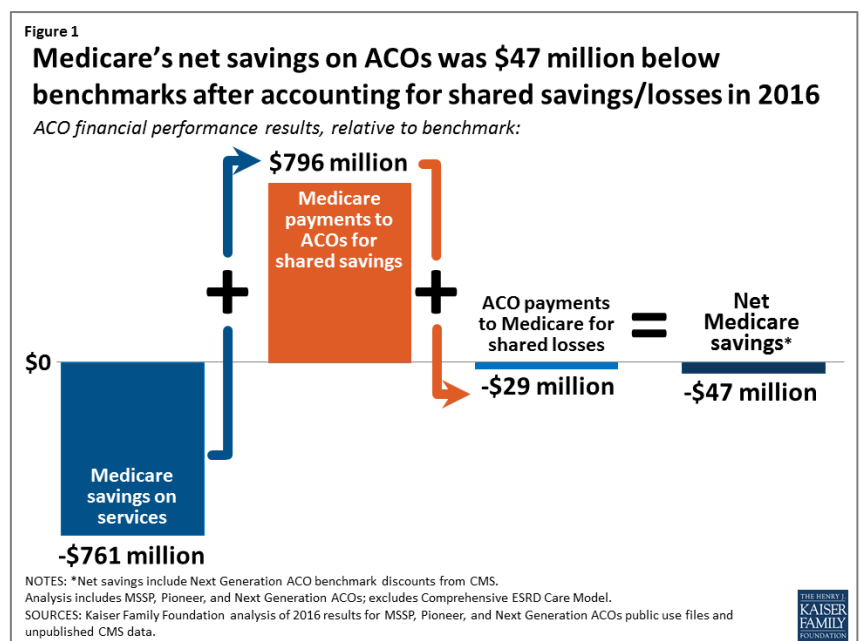 Figure 1
Medicare's net savings on ACOs was $47 million below
benchmarks after accounting for shared savings/losses in 2016
ACO financial performance results, relative to benchmark:
$796 million
Medicare
payments to
ACOs for
shared savings
+
+
ACO payments
to Medicare for
shared losses
=
Net
Medicare
savings*
$0
-$29 million
-$47 million
Medicare
savings on
services
-$761 million
NOTES: *Net savings include Next Generation ACO benchmark discounts from CMS.
Analysis includes MSSP, Pioneer, and Next Generation ACOs; excludes Comprehensive ESRD Care Model.
SOURCES: Kaiser Family Foundation analysis of 2016 results for MSSP, Pioneer, and Next Generation ACOs public use files and
unpublished CMS data.
THE HENRY J.
KAISER
FAMILY
FOUNDATION